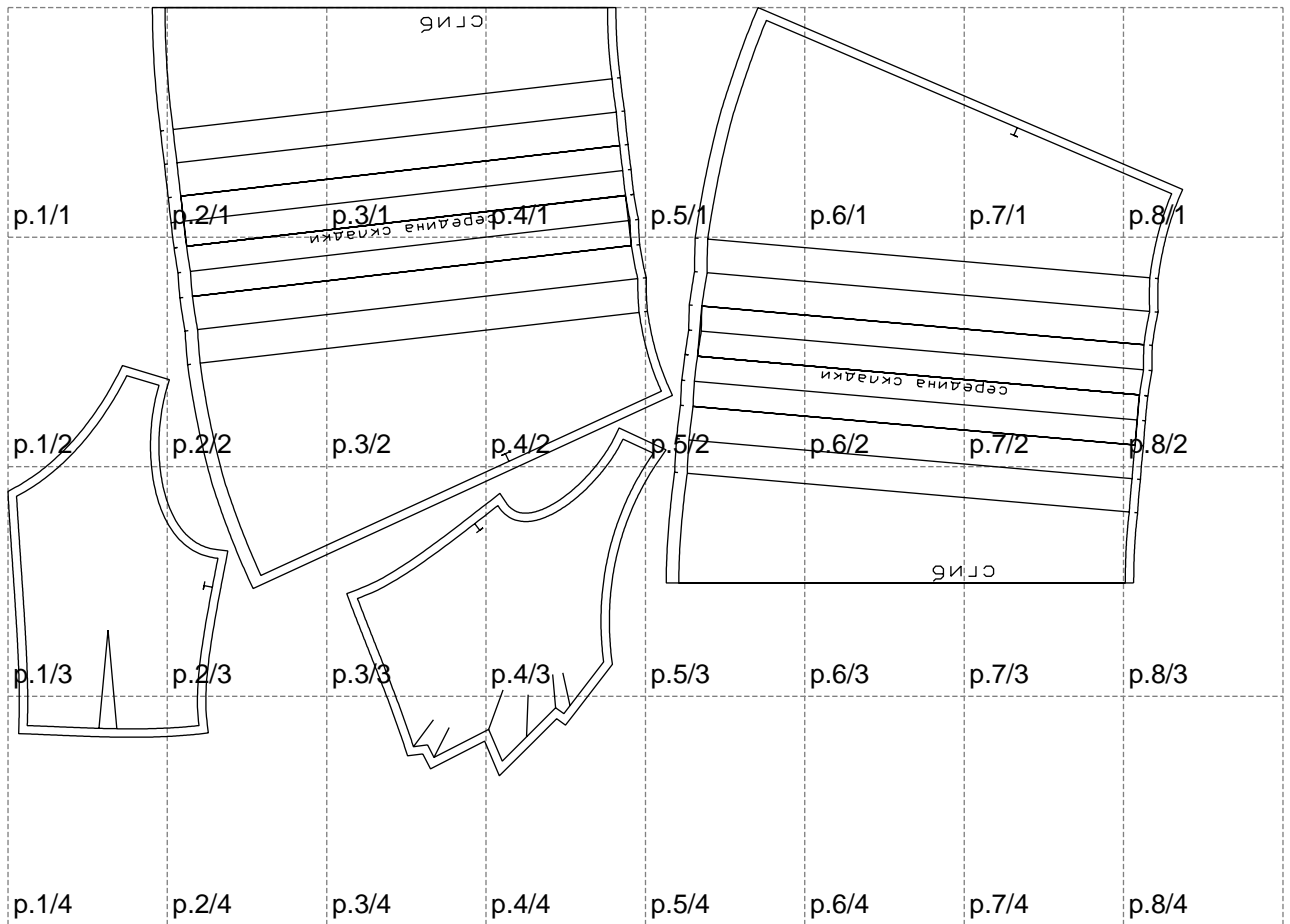 сгиб
p.1/1 p.2/1 p.3/1 p.4/1 p.5/1 p.6/1 p.7/1 p.8/1
середина складки
середина складки
p.1/2 p.2/2 p.3/2 p.4/2 p.5/2 p.6/2 p.7/2 p.8/2
сгиб
p.1/3 p.2/3 p.3/3 p.4/3 p.5/3 p.6/3 p.7/3 p.8/3
p.1/4 p.2/4 p.3/4 p.4/4 p.5/4 p.6/4 p.7/4 p.8/4